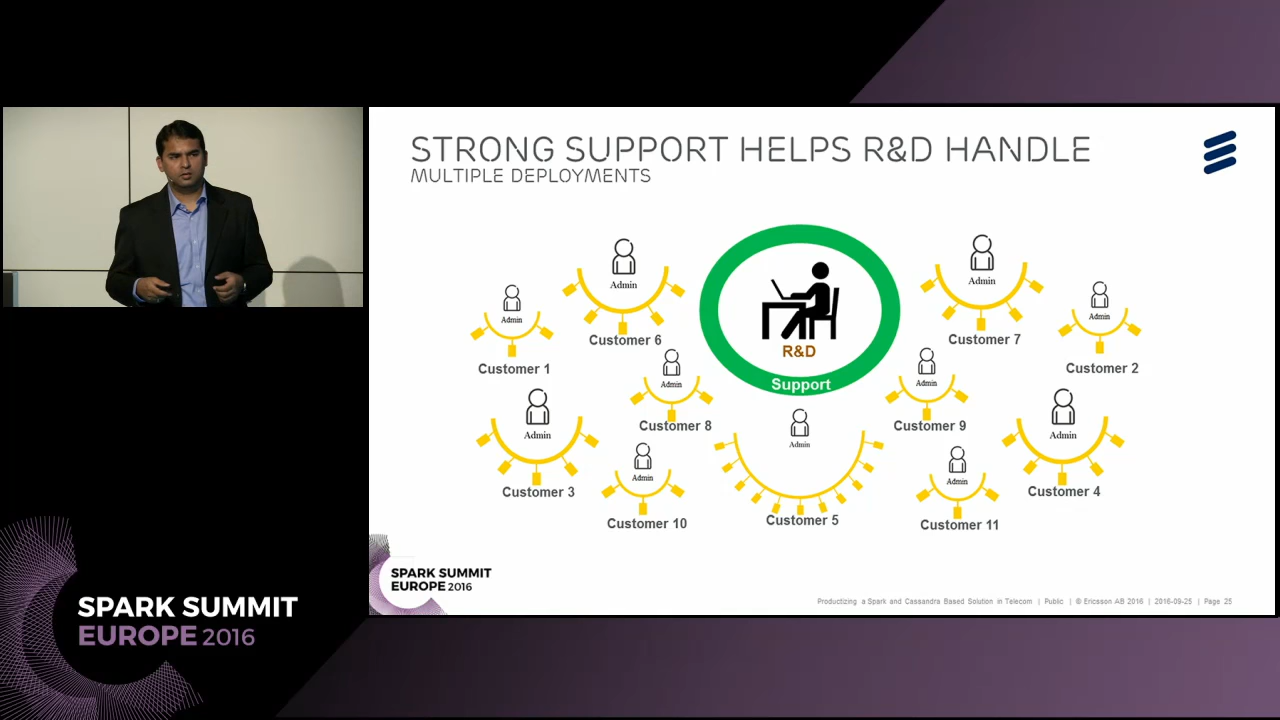 STRONG SUPPORT HELPS R&D HANDLE
MULTIPLE DEPLOYMENTS
Admin
Customer 1
Admin
Customer 6
R&D
Support
Admin
Customer 7
Admin
Customer 2
Admin
Customer 8
Admin
Customer 9
Admin
Customer 3
Admin
Customer 10
Admin
Customer 5
Admin
Customer 11
Admin
Customer 4
SPARK SUMMIT
EUROPE 2016
Productizing a Spark and Cassandra Based Solution in Telecom | Public | © Ericsson AB 2016 | 2016-09-25 | Page 25
SPARK SUMMIT
EUROPE 2016